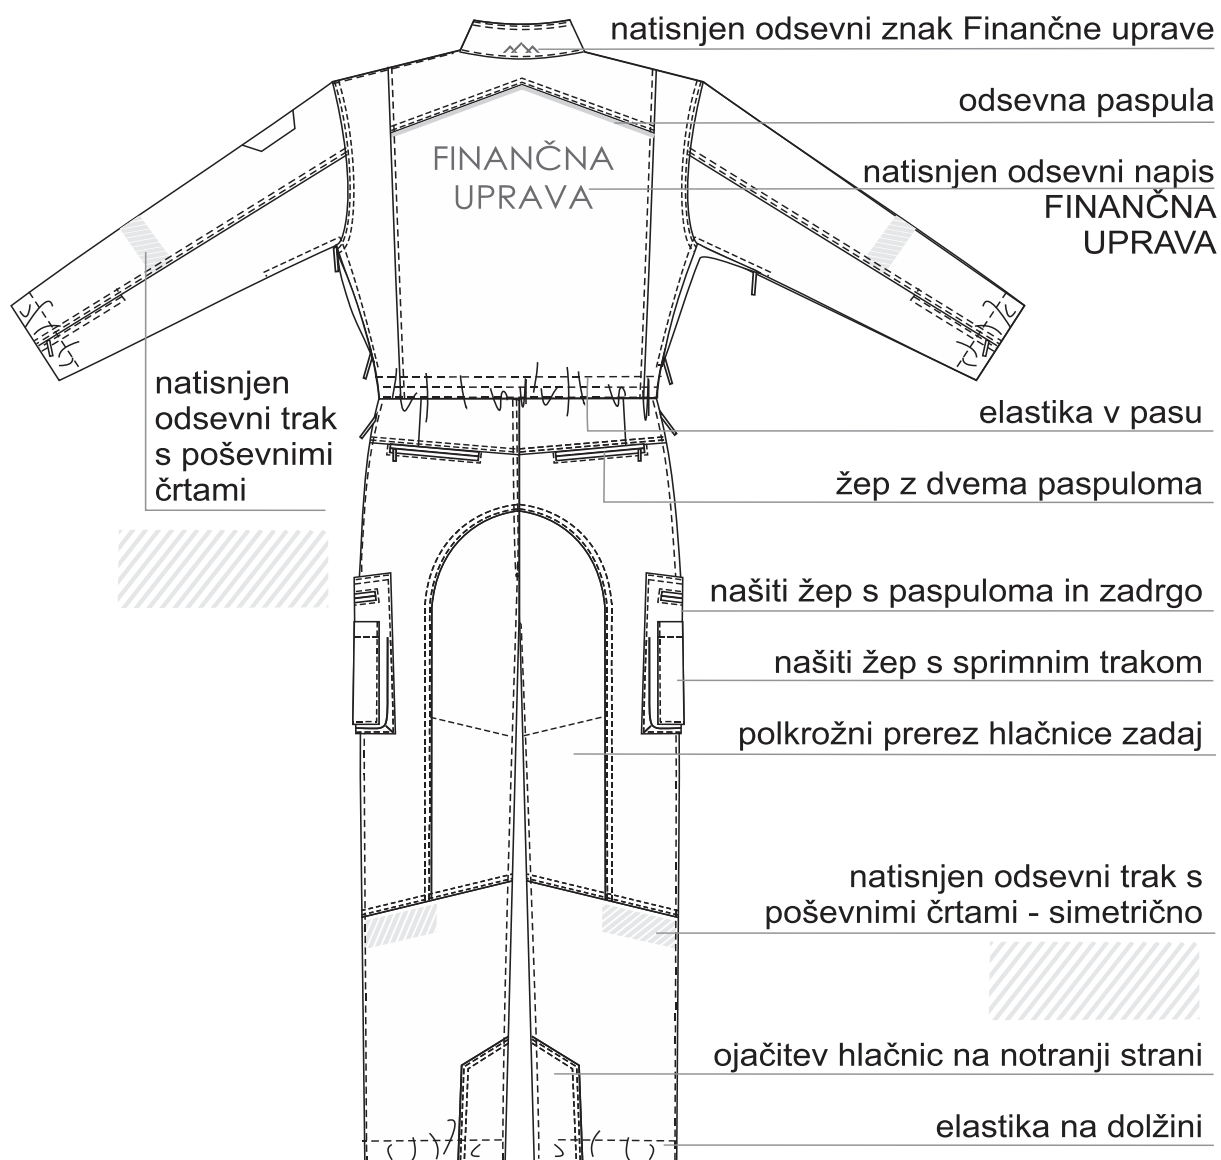 natisnjen odsevni znak Finančne uprave
odsevna paspula
FINANČNA
UPRAVA
natisnjen odsevni napis
FINANČNA
UPRAVA
natisnjen
odsevni trak
s poševnimi
črtami
elastika v pasu
žep z dvema paspuloma
našiti žep s paspuloma in zadrgo
našiti žep s sprimnim trakom
polkrožni prerez hlačnice zadaj
natisnjen odsevni trak s
poševnimi črtami - simetrično
ojačitev hlačnic na notranji strani
elastika na dolžini